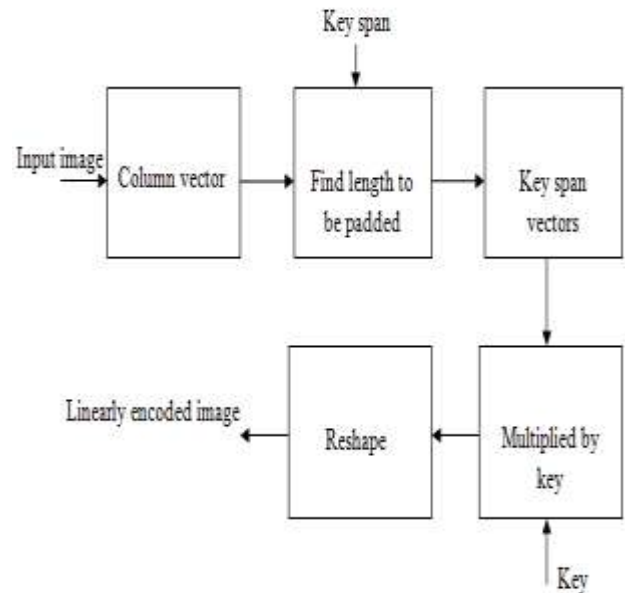 Key span
Input image
Column vector
Find length to
be padded
Key span
vectors
Linearly encoded image
Reshape
Multiplied by
key
Key